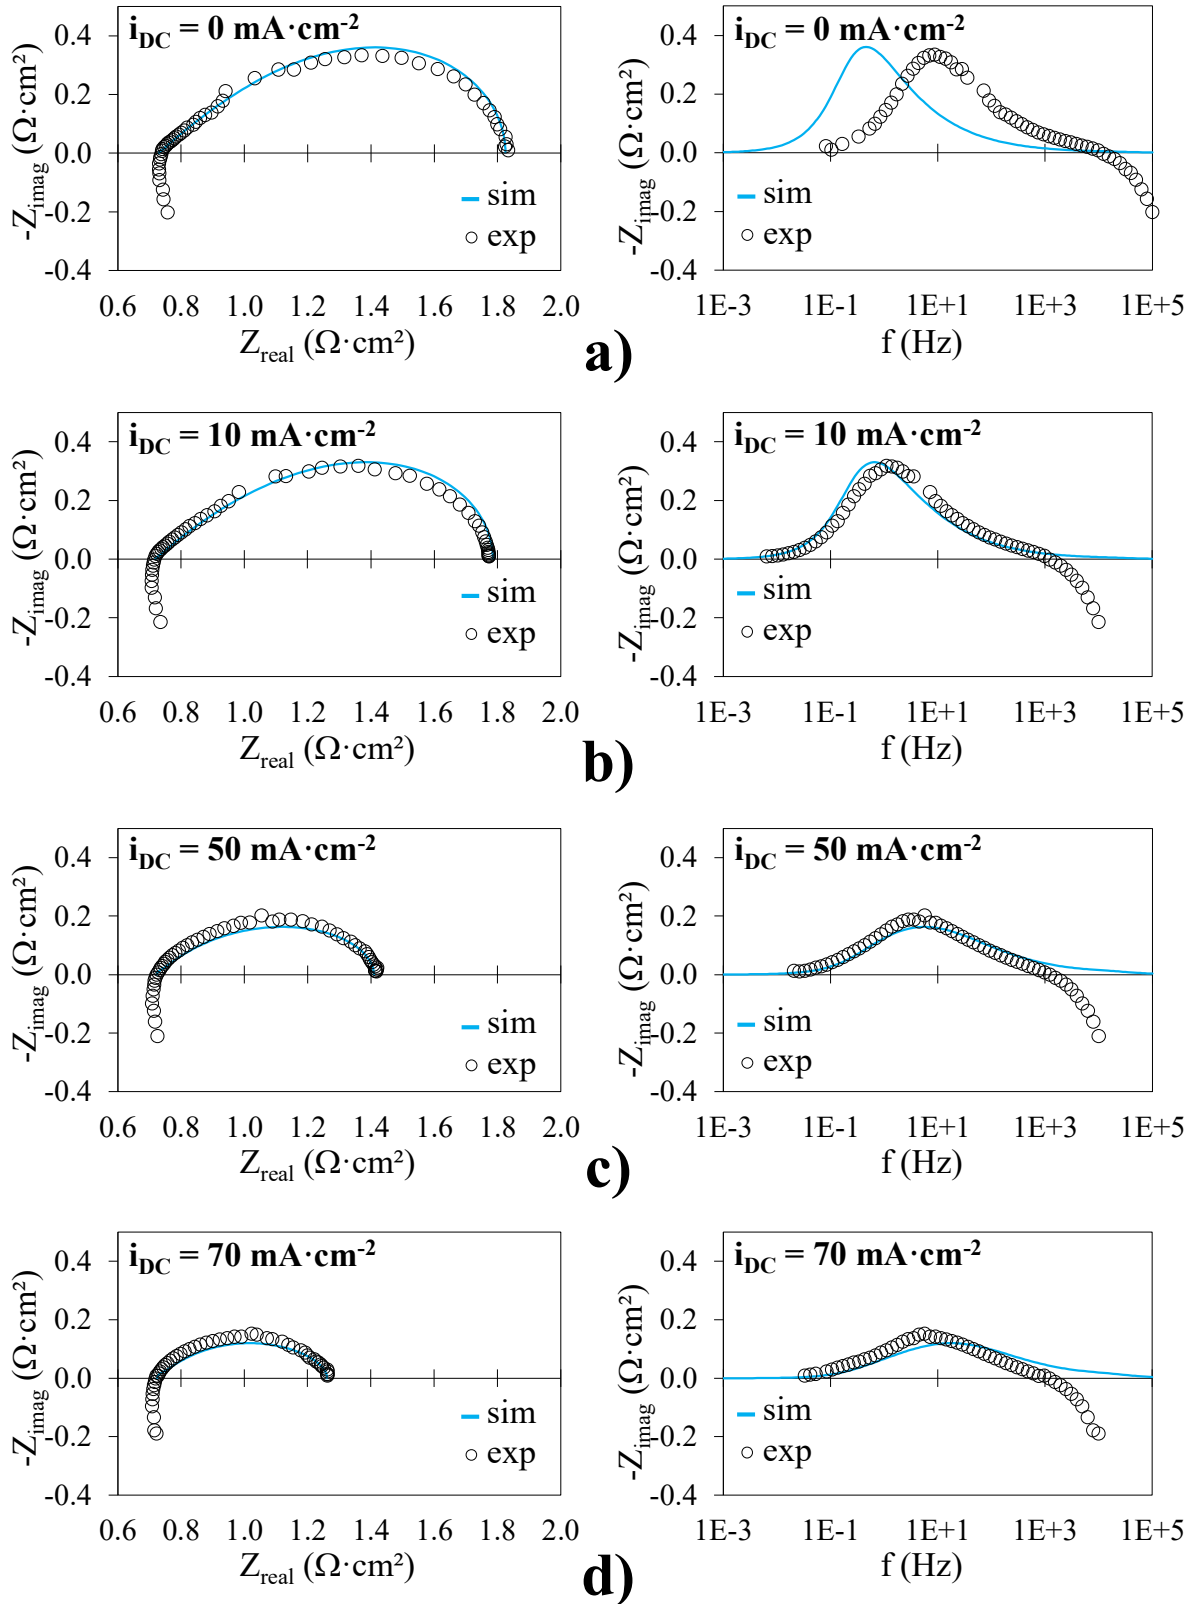 i_DC = 0 mA·cm⁻²
-Z_imag (Ω·cm²)
0.4
0.2
0.0
-0.2
-0.4
sim
exp
0.6 0.8 1.0 1.2 1.4 1.6 1.8 2.0
Z_real (Ω·cm²)
i_DC = 0 mA·cm⁻²
-Z_imag (Ω·cm²)
0.4
0.2
0.0
-0.2
-0.4
sim
exp
1E-3 1E-1 1E+1 1E+3 1E+5
f (Hz)
a)
i_DC = 10 mA·cm⁻²
-Z_imag (Ω·cm²)
0.4
0.2
0.0
-0.2
-0.4
sim
exp
0.6 0.8 1.0 1.2 1.4 1.6 1.8 2.0
Z_real (Ω·cm²)
i_DC = 10 mA·cm⁻²
-Z_imag (Ω·cm²)
0.4
0.2
0.0
-0.2
-0.4
sim
exp
1E-3 1E-1 1E+1 1E+3 1E+5
f (Hz)
b)
i_DC = 50 mA·cm⁻²
-Z_imag (Ω·cm²)
0.4
0.2
0.0
-0.2
-0.4
sim
exp
0.6 0.8 1.0 1.2 1.4 1.6 1.8 2.0
Z_real (Ω·cm²)
i_DC = 50 mA·cm⁻²
-Z_imag (Ω·cm²)
0.4
0.2
0.0
-0.2
-0.4
sim
exp
1E-3 1E-1 1E+1 1E+3 1E+5
f (Hz)
c)
i_DC = 70 mA·cm⁻²
-Z_imag (Ω·cm²)
0.4
0.2
0.0
-0.2
-0.4
sim
exp
0.6 0.8 1.0 1.2 1.4 1.6 1.8 2.0
Z_real (Ω·cm²)
i_DC = 70 mA·cm⁻²
-Z_imag (Ω·cm²)
0.4
0.2
0.0
-0.2
-0.4
sim
exp
1E-3 1E-1 1E+1 1E+3 1E+5
f (Hz)
d)